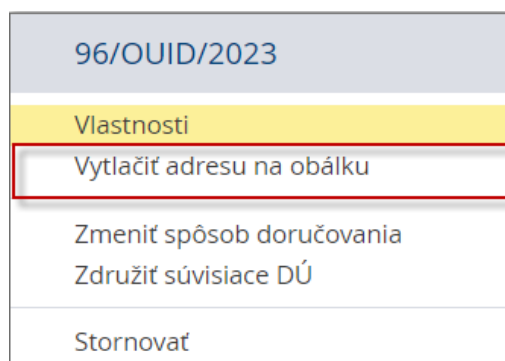 96/OUID/2023
Vlastnosti
Vytlačiť adresu na obálku
Zmeniť spôsob doručovania
Združiť súvisiace DÚ
Stornovať